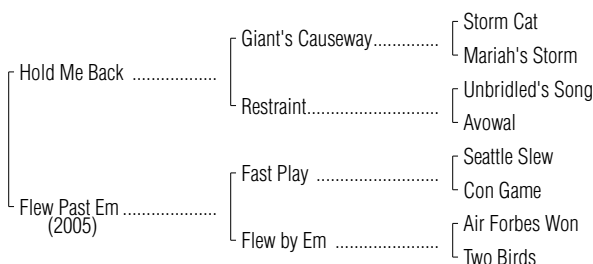 Storm Cat
Giant's Causeway..............
Mariah's Storm
Hold Me Back ..................
Unbridled's Song
Restraint............................
Avowal
Seattle Slew
Fast Play ..........................
Con Game
Flew Past Em ....................
(2005)
Air Forbes Won
Flew by Em ......................
Two Birds